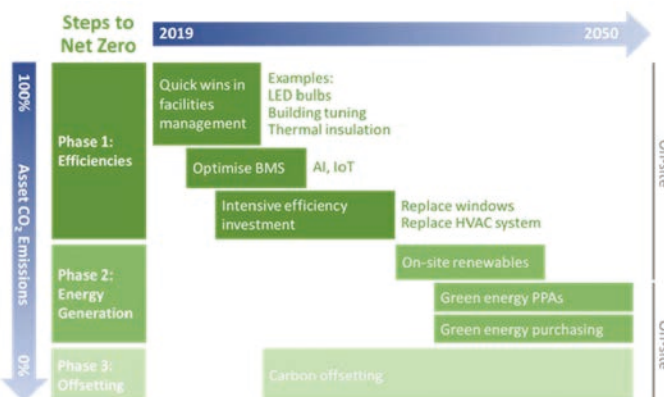 Steps to
Net Zero
2019
2050
100%
Asset CO₂ Emissions
0%
Phase 1:
Efficiencies
Quick wins in
facilities
management
Examples:
LED bulbs
Building tuning
Thermal insulation
Optimise BMS
AI, IoT
Intensive efficiency
investment
Replace windows
Replace HVAC system
Phase 2:
Energy
Generation
On-site renewables
Green energy PPAs
Green energy purchasing
Phase 3:
Offsetting
Carbon offsetting